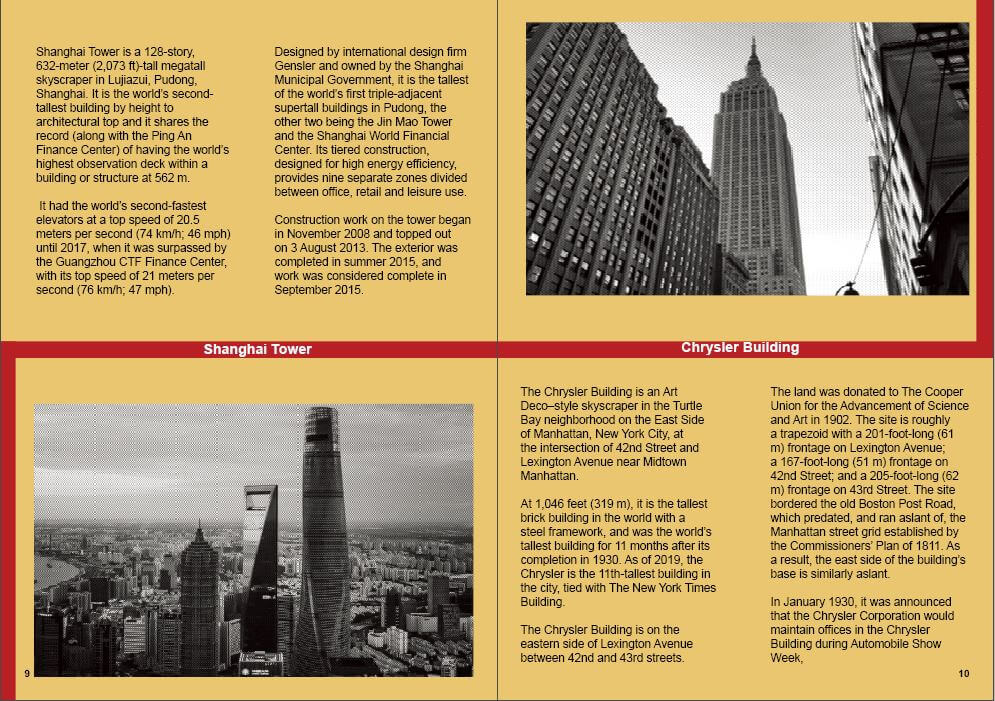 Shanghai Tower is a 128-story,
632-meter (2,073 ft)-tall megatall
skyscraper in Lujiazui, Pudong,
Shanghai. It is the world's second-
tallest building by height to
architectural top and it shares the
record (along with the Ping An
Finance Center) of having the world's
highest observation deck within a
building or structure at 562 m.
It had the world's second-fastest
elevators at a top speed of 20.5
meters per second (74 km/h; 46 mph)
until 2017, when it was surpassed by
the Guangzhou CTF Finance Center,
with its top speed of 21 meters per
second (76 km/h; 47 mph).
Designed by international design firm
Gensler and owned by the Shanghai
Municipal Government, it is the tallest
of the world's first triple-adjacent
supertall buildings in Pudong, the
other two being the Jin Mao Tower
and the Shanghai World Financial
Center. Its tiered construction,
designed for high energy efficiency,
provides nine separate zones divided
between office, retail and leisure use.
Construction work on the tower began
in November 2008 and topped out
on 3 August 2013. The exterior was
completed in summer 2015, and
work was considered complete in
September 2015.
Shanghai Tower
9
Chrysler Building
The Chrysler Building is an Art
Deco–style skyscraper in the Turtle
Bay neighborhood on the East Side
of Manhattan, New York City, at
the intersection of 42nd Street and
Lexington Avenue near Midtown
Manhattan.
At 1,046 feet (319 m), it is the tallest
brick building in the world with a
steel framework, and was the world's
tallest building for 11 months after its
completion in 1930. As of 2019, the
Chrysler is the 11th-tallest building in
the city, tied with The New York Times
Building.
The Chrysler Building is on the
eastern side of Lexington Avenue
between 42nd and 43rd streets.
The land was donated to The Cooper
Union for the Advancement of Science
and Art in 1902. The site is roughly
a trapezoid with a 201-foot-long (61
m) frontage on Lexington Avenue;
a 167-foot-long (51 m) frontage on
42nd Street; and a 205-foot-long (62
m) frontage on 43rd Street. The site
bordered the old Boston Post Road,
which predated, and ran aslant of, the
Manhattan street grid established by
the Commissioners' Plan of 1811. As
a result, the east side of the building's
base is similarly aslant.
In January 1930, it was announced
that the Chrysler Corporation would
maintain offices in the Chrysler
Building during Automobile Show
Week,
10